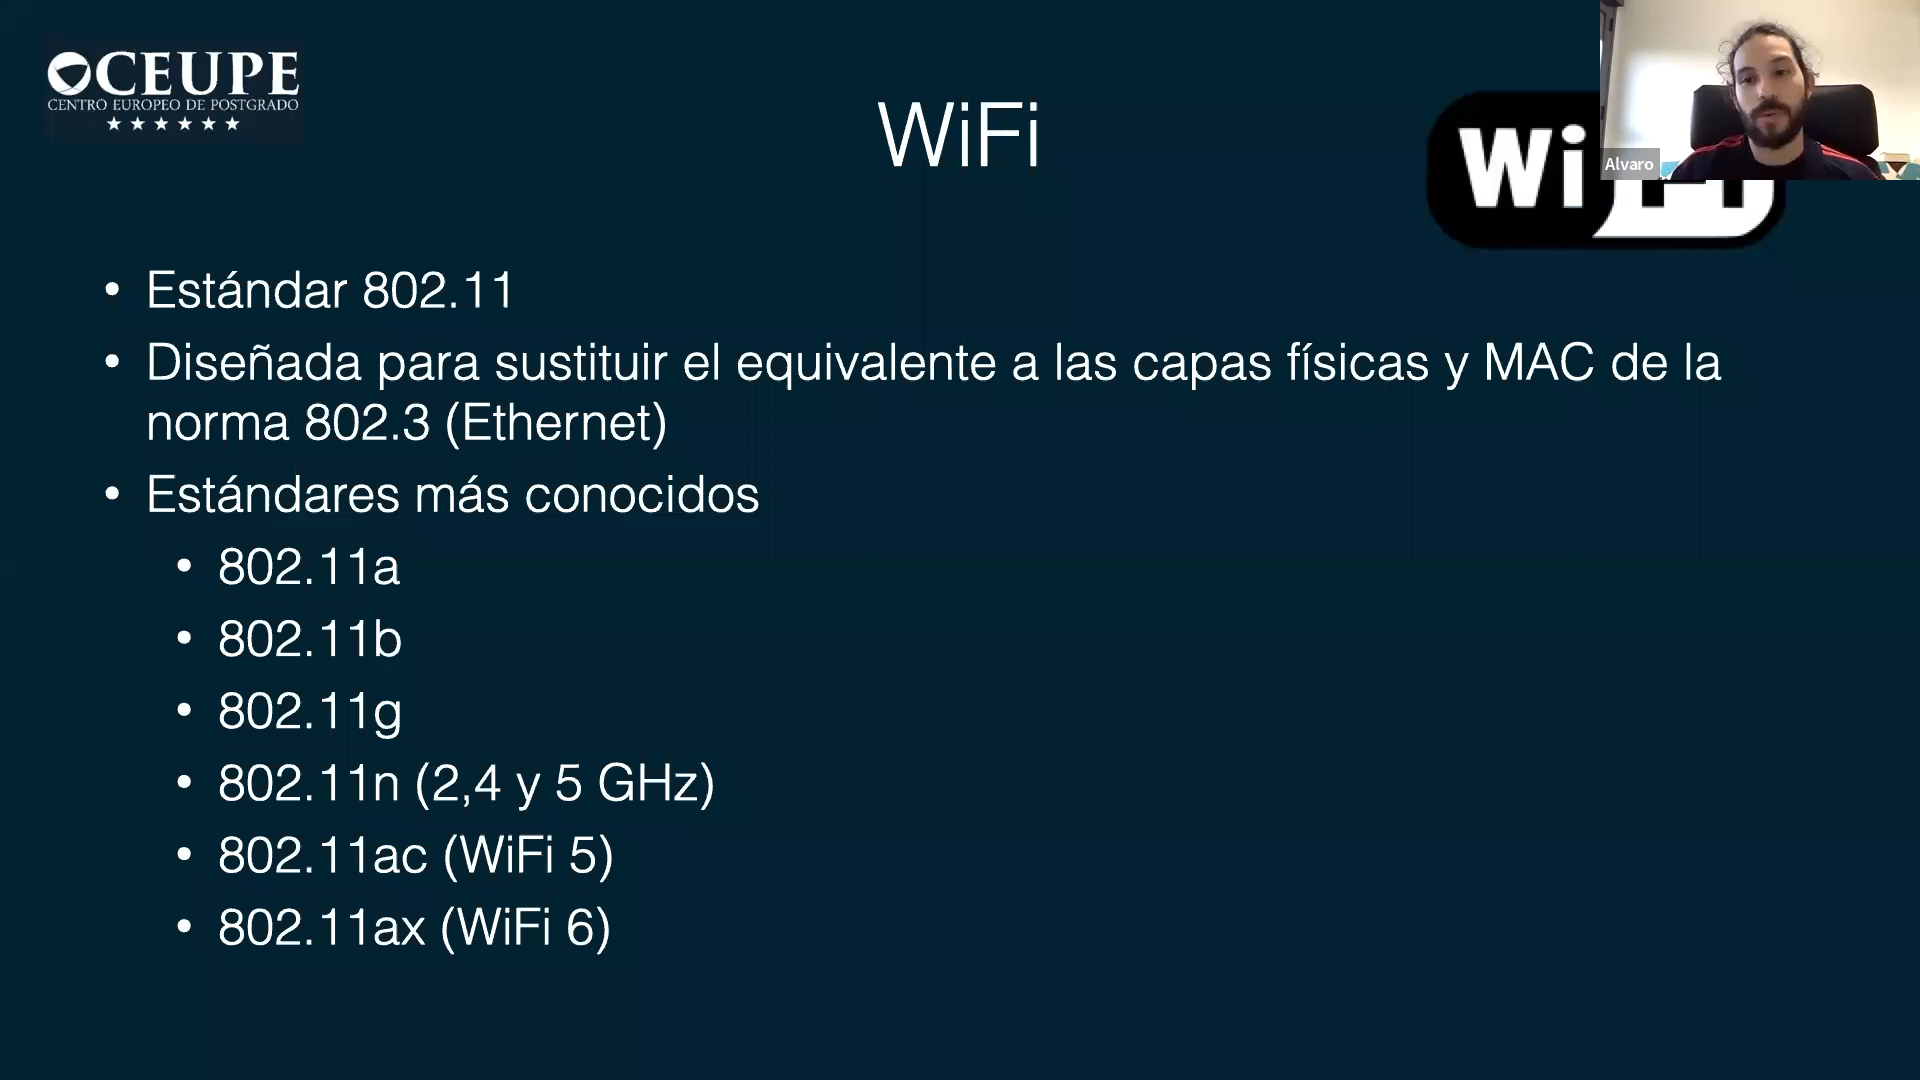 CEUPE
CENTRO EUROPEO DE POSTGRADO
WiFi
Wi
Alvaro
• Estándar 802.11
• Diseñada para sustituir el equivalente a las capas físicas y MAC de la
norma 802.3 (Ethernet)
• Estándares más conocidos
• 802.11a
• 802.11b
• 802.11g
• 802.11n (2,4 y 5 GHz)
• 802.11ac (WiFi 5)
• 802.11ax (WiFi 6)